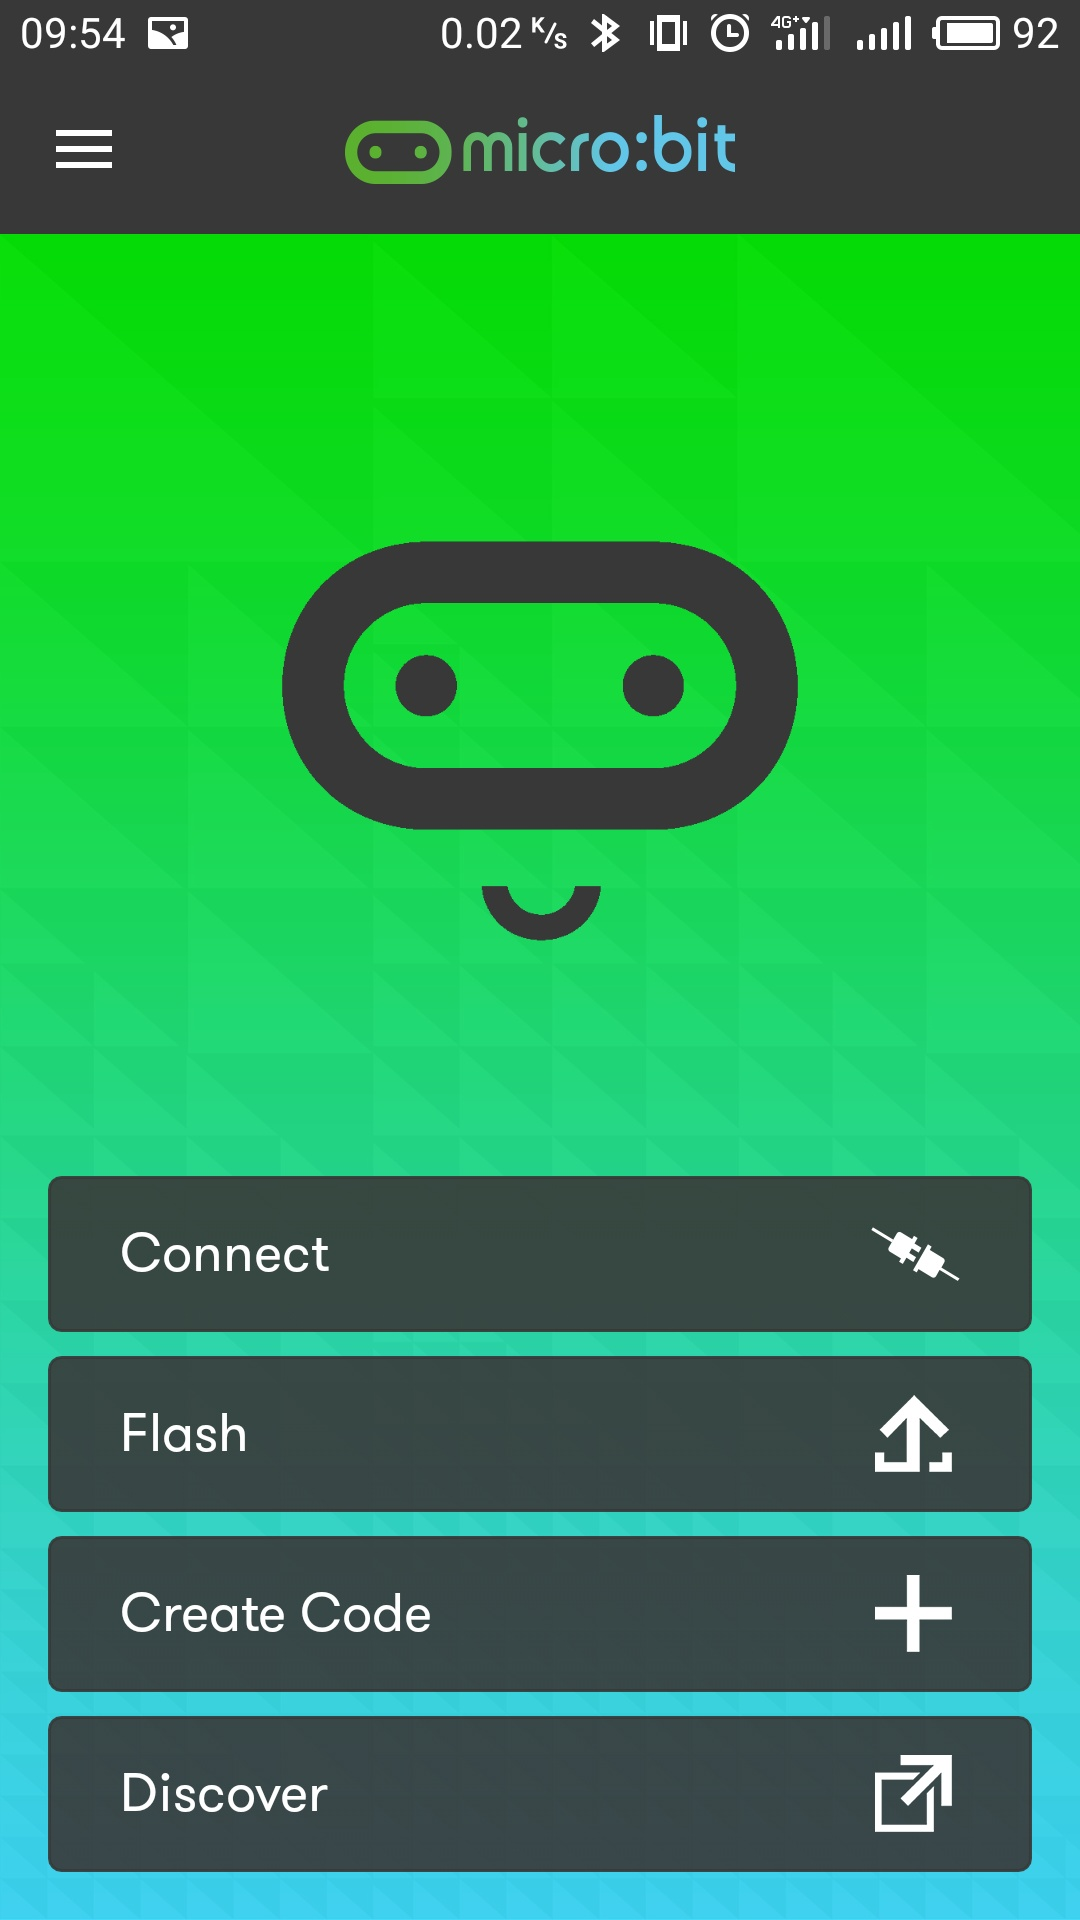 09:54 0.02 K/s 4G+ 92
micro:bit
Connect
Flash
Create Code
Discover